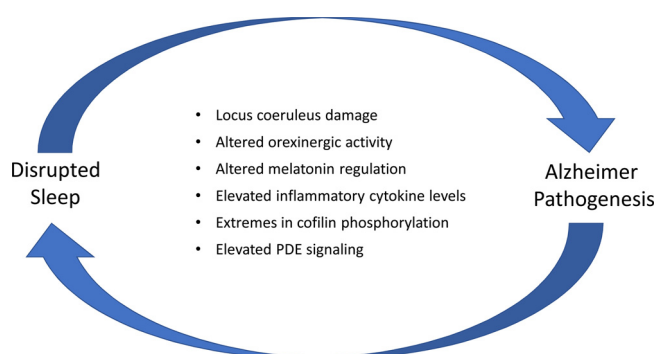 Disrupted
Sleep
• Locus coeruleus damage
• Altered orexinergic activity
• Altered melatonin regulation
• Elevated inflammatory cytokine levels
• Extremes in cofilin phosphorylation
• Elevated PDE signaling
Alzheimer
Pathogenesis